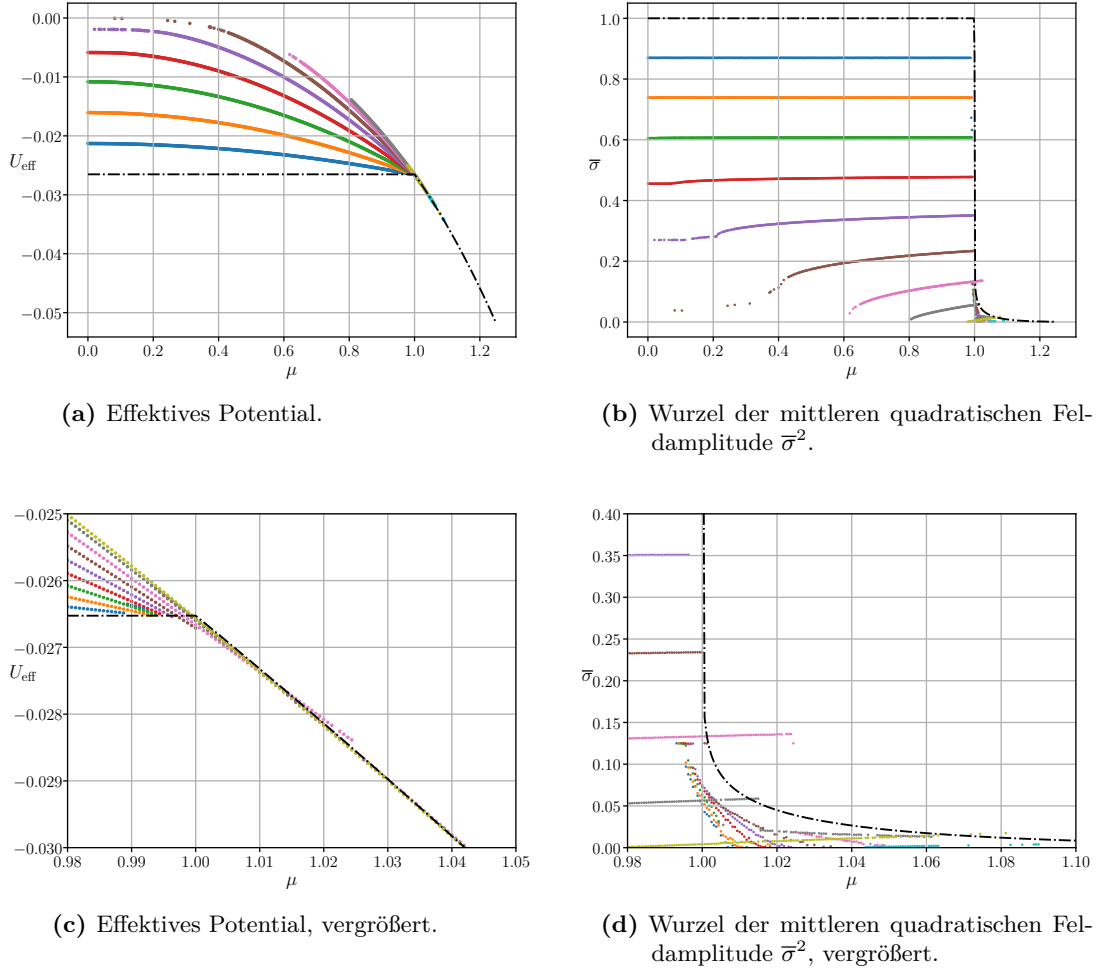 0.00
−0.01
−0.02
U_eff
−0.03
−0.04
−0.05
0.0 0.2 0.4 0.6 0.8 1.0 1.2
μ
(a) Effektives Potential.
1.0
0.8
0.6
σ̅
0.4
0.2
0.0
0.0 0.2 0.4 0.6 0.8 1.0 1.2
μ
(b) Wurzel der mittleren quadratischen Fel-
damplitude σ̅².
−0.025
−0.026
−0.027
U_eff
−0.028
−0.029
−0.030
0.98 0.99 1.00 1.01 1.02 1.03 1.04 1.05
μ
(c) Effektives Potential, vergrößert.
0.40
0.35
0.30
0.25
σ̅
0.20
0.15
0.10
0.05
0.00
0.98 1.00 1.02 1.04 1.06 1.08 1.10
μ
(d) Wurzel der mittleren quadratischen Fel-
damplitude σ̅², vergrößert.